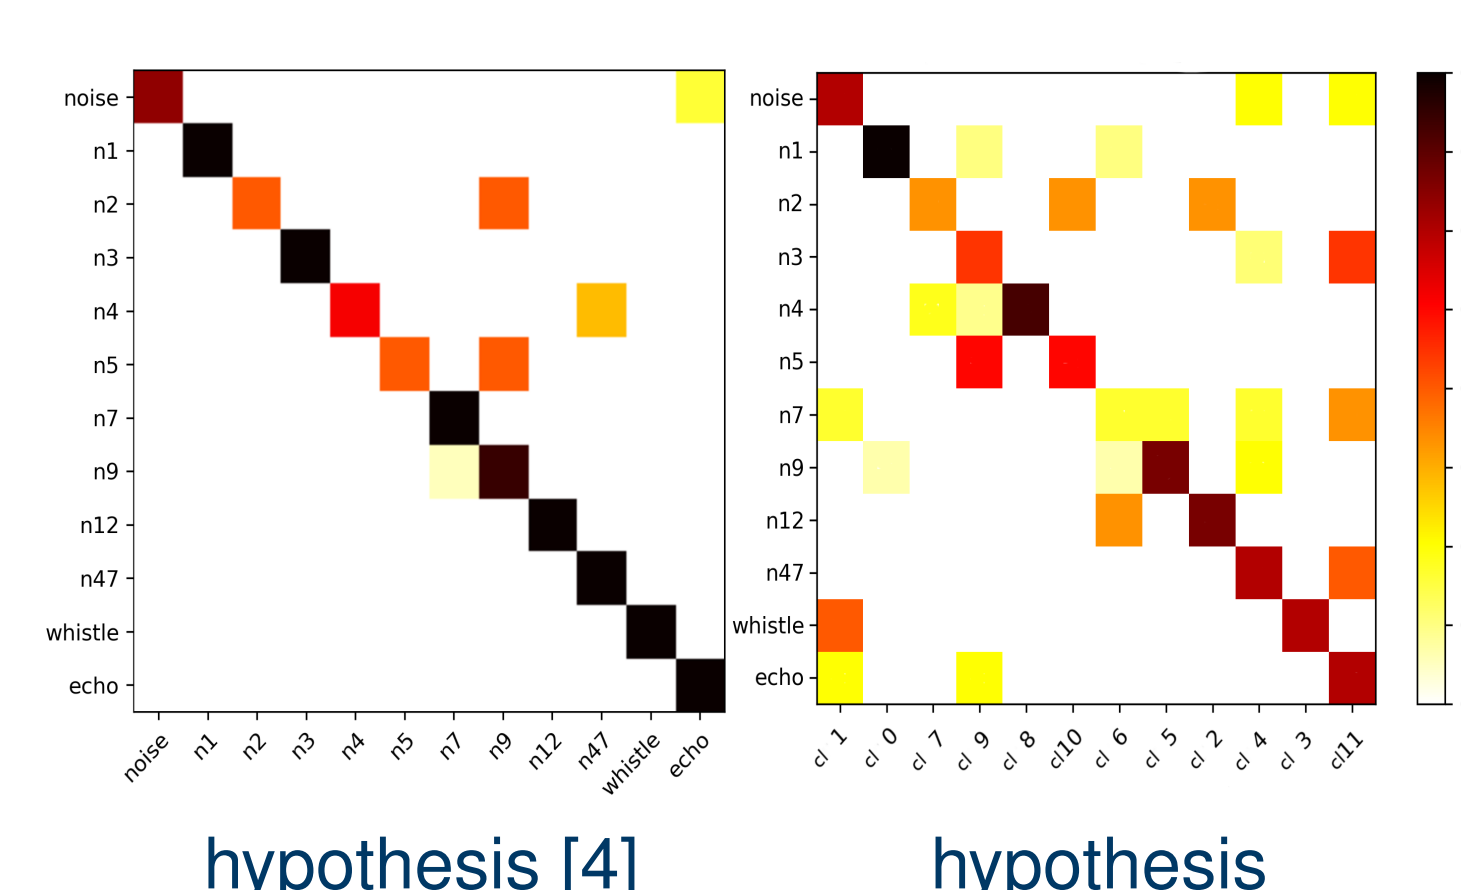 noise
n1
n2
n3
n4
n5
n7
n9
n12
n47
whistle
echo
noise
n1
n2
n3
n4
n5
n7
n9
n12
n47
whistle
echo
hypothesis [4]
noise
n1
n2
n3
n4
n5
n7
n9
n12
n47
whistle
echo
cl 1
cl 0
cl 7
cl 9
cl 8
cl10
cl 6
cl 5
cl 2
cl 4
cl 3
cl11
hypothesis